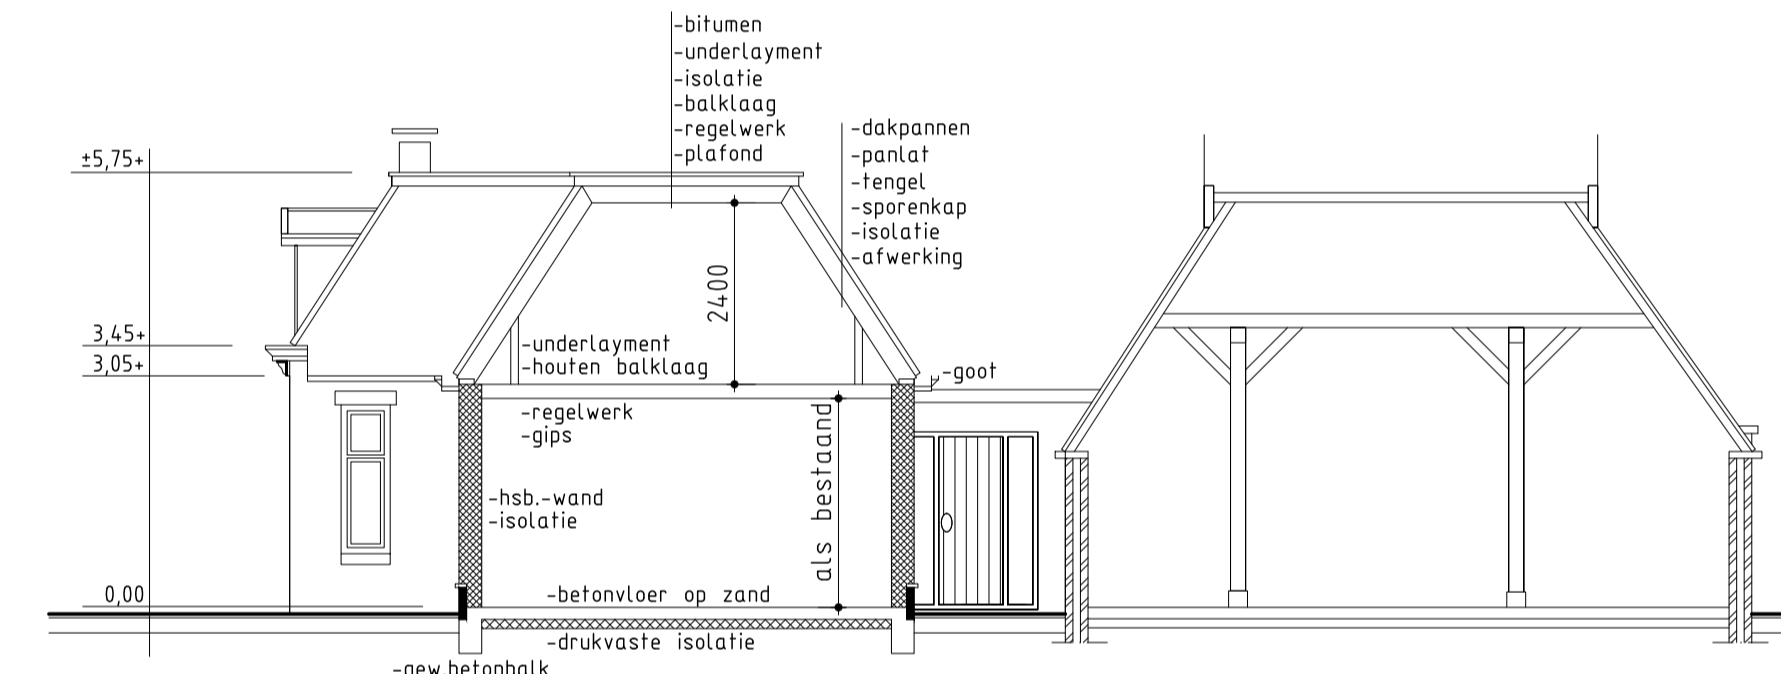 -bitumen
-underlayment
-isolatie
-balklaag
-regelwerk
-plafond
-dakpannen
-panlat
-tengel
-sporenkap
-isolatie
-afwerking
±5,75+
3,45+
3,05+
0,00
2400
-underlayment
-houten balklaag
-goot
-regelwerk
-gips
als bestaand
-hsb.-wand
-isolatie
-betonvloer op zand
-drukvaste isolatie
-gew.betonbalk